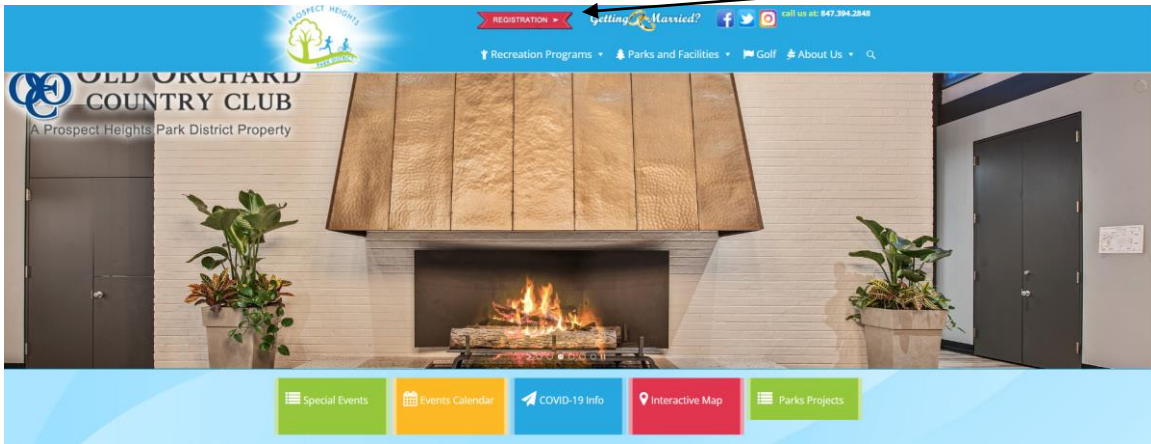 PROSPECT HEIGHTS
PARK DISTRICT
REGISTRATION
Getting Married?
call us at: 847.394.2848
Recreation Programs
Parks and Facilities
Golf
About Us
OLD ORCHARD
COUNTRY CLUB
A Prospect Heights Park District Property
Special Events
Events Calendar
COVID-19 Info
Interactive Map
Parks Projects